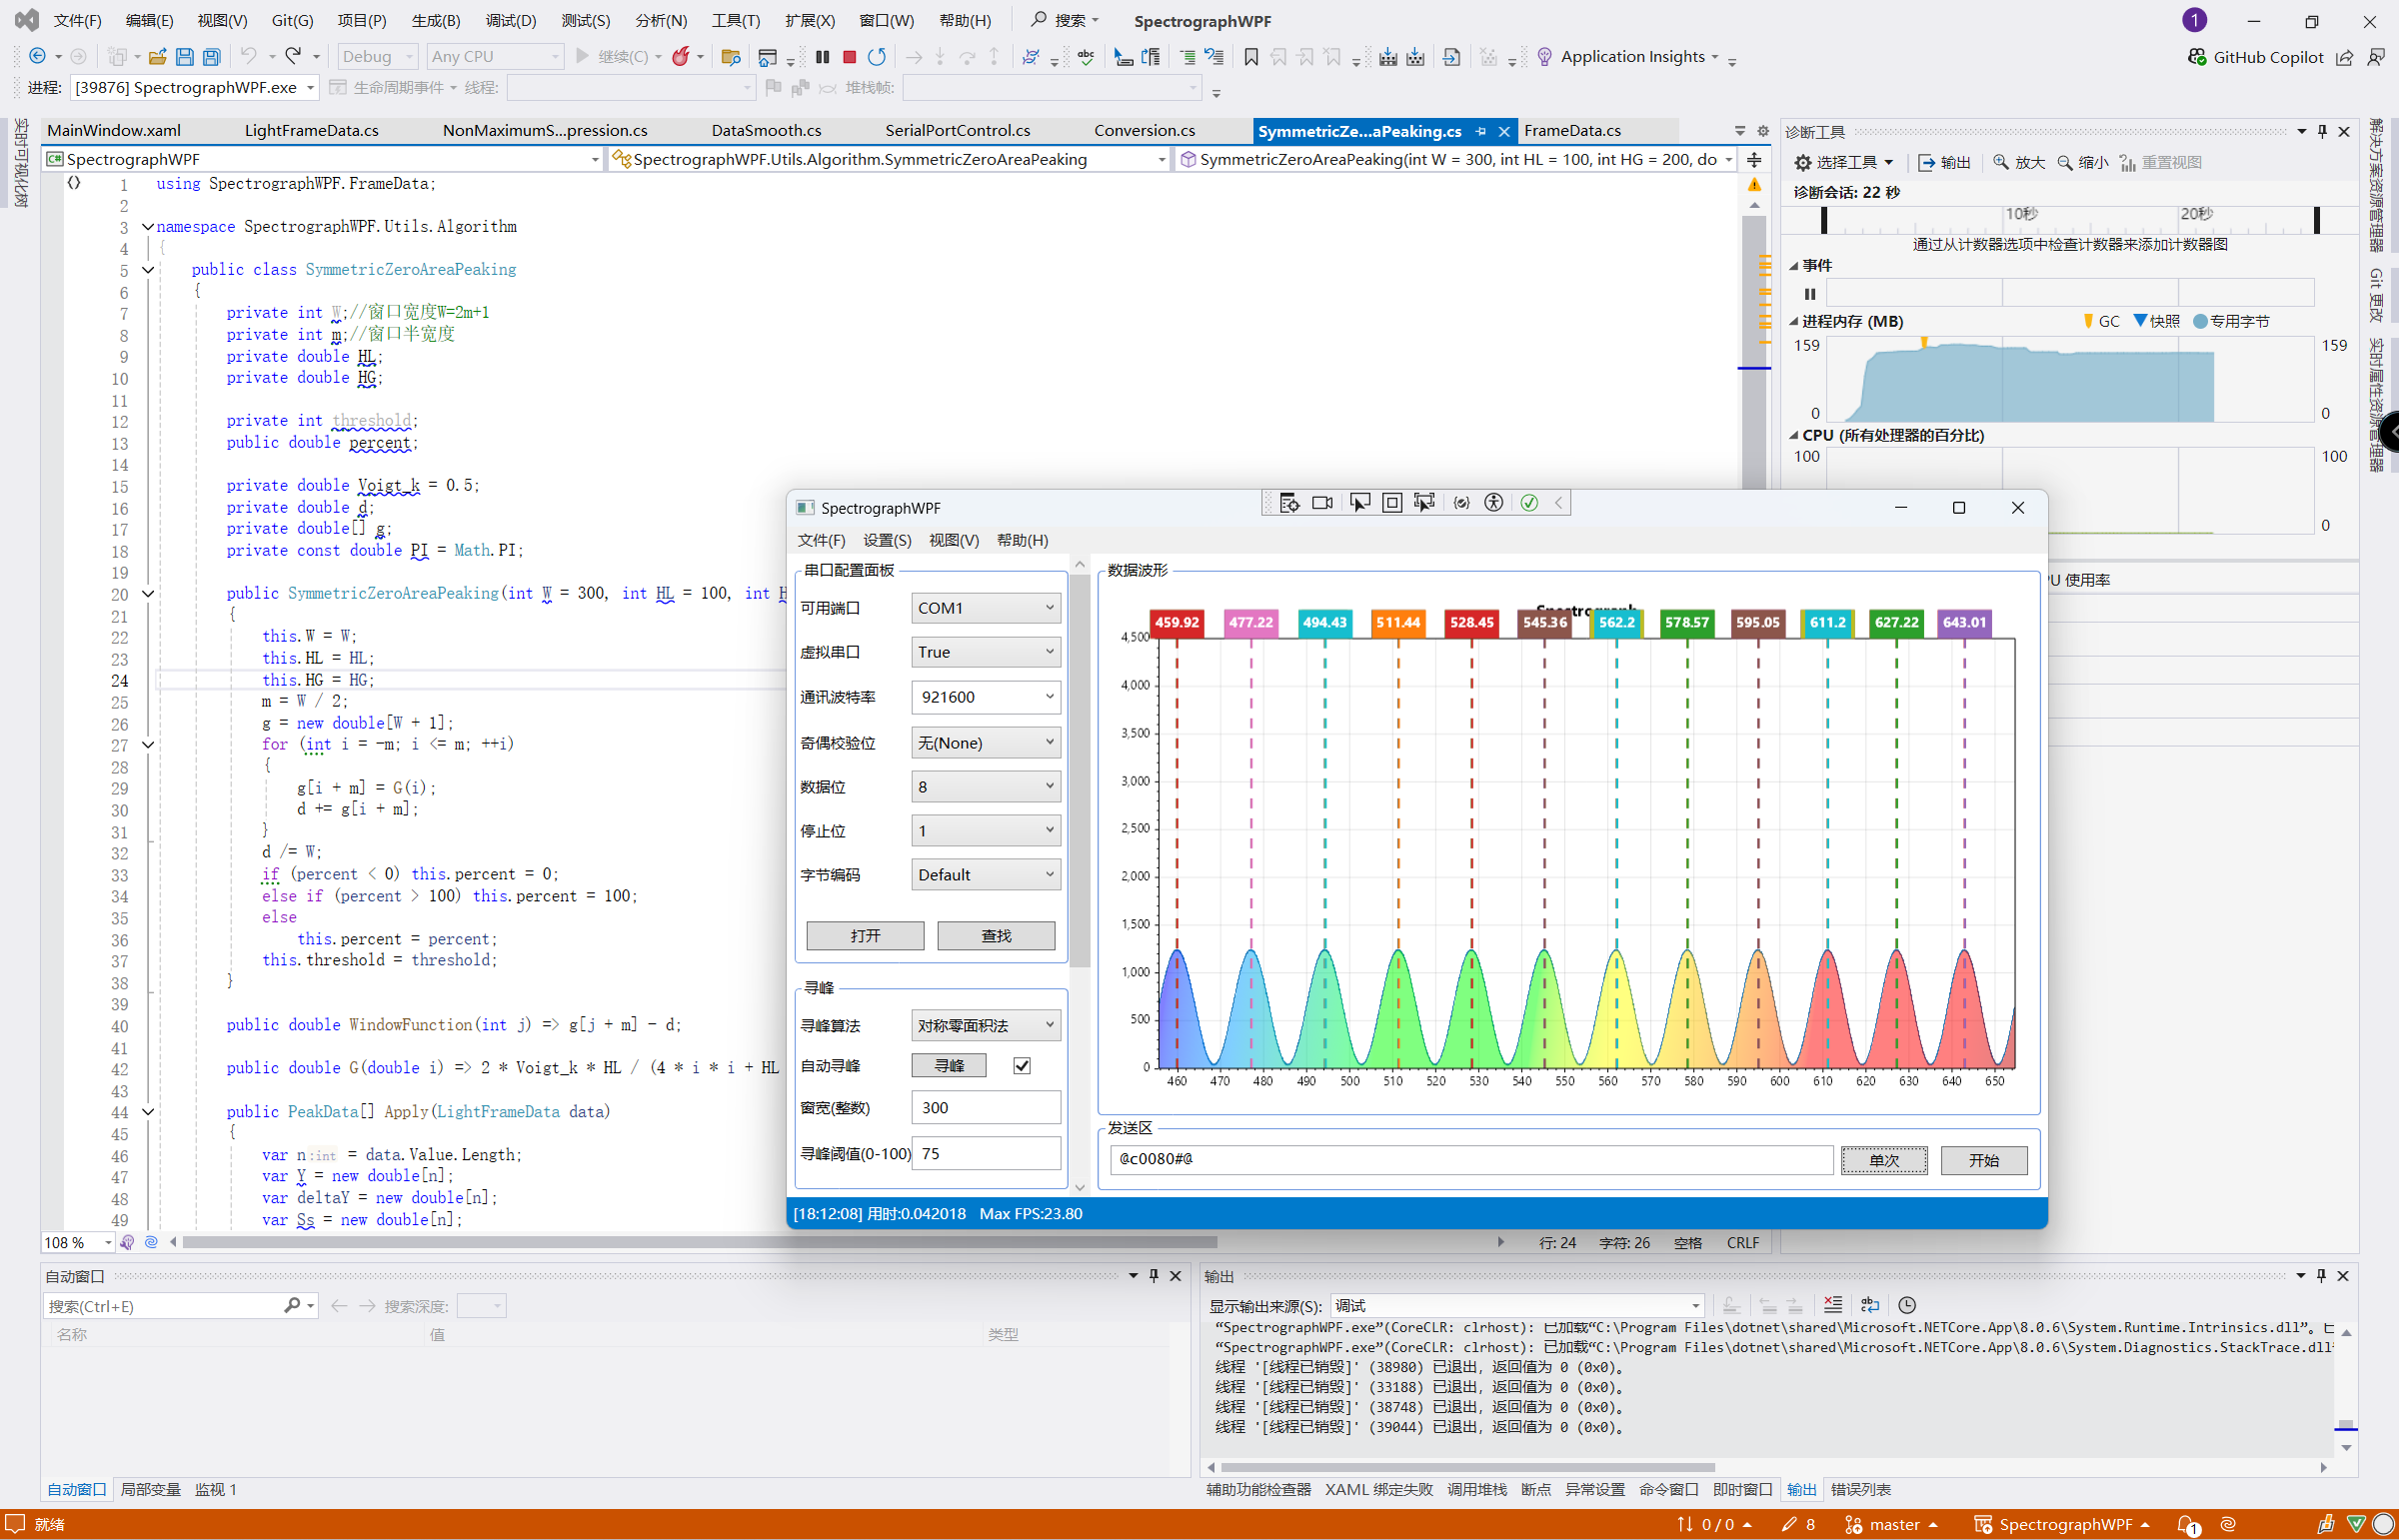 文件(F) 编辑(E) 视图(V) Git(G) 项目(P) 生成(B) 调试(D) 测试(S) 分析(N) 工具(T) 扩展(X) 窗口(W) 帮助(H) 搜索 SpectrographWPF 1
Debug Any CPU 继续(C) Application Insights GitHub Copilot
进程: [39876] SpectrographWPF.exe 生命周期事件 线程: 堆栈帧:
实时可视化树
MainWindow.xaml LightFrameData.cs NonMaximumS...pression.cs DataSmooth.cs SerialPortControl.cs Conversion.cs SymmetricZe...aPeaking.cs FrameData.cs
SpectrographWPF SpectrographWPF.Utils.Algorithm.SymmetricZeroAreaPeaking SymmetricZeroAreaPeaking(int W = 300, int HL = 100, int HG = 200, do
1 using SpectrographWPF.FrameData;
2
3 namespace SpectrographWPF.Utils.Algorithm
4 {
5 public class SymmetricZeroAreaPeaking
6 {
7 private int W;//窗口宽度W=2m+1
8 private int m;//窗口半宽度
9 private double HL;
10 private double HG;
11
12 private int threshold;
13 public double percent;
14
15 private double Voigt_k = 0.5;
16 private double d;
17 private double[] g;
18 private const double PI = Math.PI;
19
20 public SymmetricZeroAreaPeaking(int W = 300, int HL = 100, int H
21 {
22 this.W = W;
23 this.HL = HL;
24 this.HG = HG;
25 m = W / 2;
26 g = new double[W + 1];
27 for (int i = -m; i <= m; ++i)
28 {
29 g[i + m] = G(i);
30 d += g[i + m];
31 }
32 d /= W;
33 if (percent < 0) this.percent = 0;
34 else if (percent > 100) this.percent = 100;
35 else
36 this.percent = percent;
37 this.threshold = threshold;
38 }
39
40 public double WindowFunction(int j) => g[j + m] - d;
41
42 public double G(double i) => 2 * Voigt_k * HL / (4 * i * i + HL
43
44 public PeakData[] Apply(LightFrameData data)
45 {
46 var n:int = data.Value.Length;
47 var Y = new double[n];
48 var deltaY = new double[n];
49 var Ss = new double[n];
108 % 行: 24 字符: 26 空格 CRLF
诊断工具
选择工具 输出 放大 缩小 重置视图
诊断会话: 22 秒
10秒 20秒
通过从计数器选项中检查计数器来添加计数器图
事件
进程内存 (MB) GC 快照 专用字节
159 159
0 0
CPU (所有处理器的百分比)
100 100
0
U 使用率
解决方案资源管理器
Git 更改
实时属性资源管理器
SpectrographWPF
文件(F) 设置(S) 视图(V) 帮助(H)
串口配置面板
可用端口 COM1
虚拟串口 True
通讯波特率 921600
奇偶校验位 无(None)
数据位 8
停止位 1
字节编码 Default
打开 查找
寻峰
寻峰算法 对称零面积法
自动寻峰 寻峰
窗宽(整数) 300
寻峰阈值(0-100) 75
数据波形
Spectrograph
459.92 477.22 494.43 511.44 528.45 545.36 562.2 578.57 595.05 611.2 627.22 643.01
4,500
4,000
3,500
3,000
2,500
2,000
1,500
1,000
500
0
460 470 480 490 500 510 520 530 540 550 560 570 580 590 600 610 620 630 640 650
发送区
@c0080#@ 单次 开始
[18:12:08] 用时:0.042018 Max FPS:23.80
自动窗口
搜索(Ctrl+E) 搜索深度:
名称 值 类型
自动窗口 局部变量 监视 1
输出
显示输出来源(S): 调试
“SpectrographWPF.exe”(CoreCLR: clrhost): 已加载“C:\Program Files\dotnet\shared\Microsoft.NETCore.App\8.0.6\System.Runtime.Intrinsics.dll”。已
“SpectrographWPF.exe”(CoreCLR: clrhost): 已加载“C:\Program Files\dotnet\shared\Microsoft.NETCore.App\8.0.6\System.Diagnostics.StackTrace.dll”
线程 '[线程已销毁]' (38980) 已退出，返回值为 0 (0x0)。
线程 '[线程已销毁]' (33188) 已退出，返回值为 0 (0x0)。
线程 '[线程已销毁]' (38748) 已退出，返回值为 0 (0x0)。
线程 '[线程已销毁]' (39044) 已退出，返回值为 0 (0x0)。
辅助功能检查器 XAML 绑定失败 调用堆栈 断点 异常设置 命令窗口 即时窗口 输出 错误列表
就绪 0 / 0 8 master SpectrographWPF 1